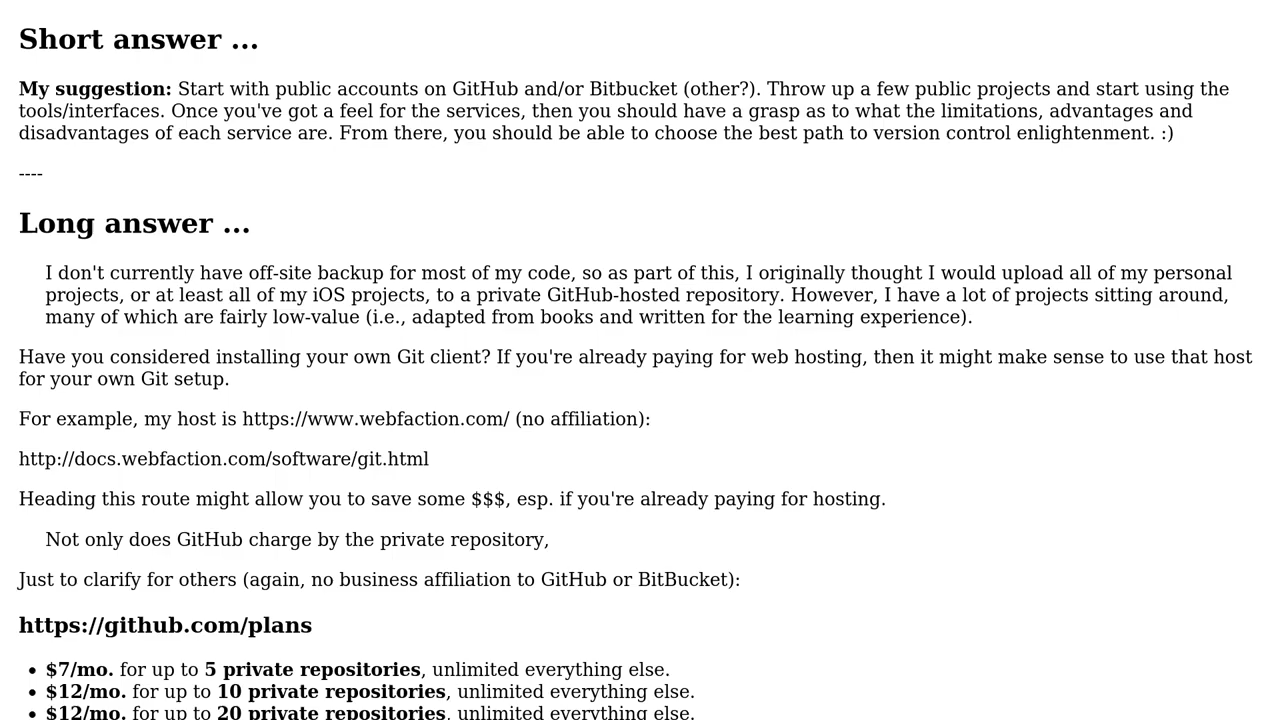 Short answer ...
My suggestion: Start with public accounts on GitHub and/or Bitbucket (other?). Throw up a few public projects and start using the
tools/interfaces. Once you've got a feel for the services, then you should have a grasp as to what the limitations, advantages and
disadvantages of each service are. From there, you should be able to choose the best path to version control enlightenment. :)
----
Long answer ...
I don't currently have off-site backup for most of my code, so as part of this, I originally thought I would upload all of my personal
projects, or at least all of my iOS projects, to a private GitHub-hosted repository. However, I have a lot of projects sitting around,
many of which are fairly low-value (i.e., adapted from books and written for the learning experience).
Have you considered installing your own Git client? If you're already paying for web hosting, then it might make sense to use that host
for your own Git setup.
For example, my host is https://www.webfaction.com/ (no affiliation):
http://docs.webfaction.com/software/git.html
Heading this route might allow you to save some $$$, esp. if you're already paying for hosting.
Not only does GitHub charge by the private repository,
Just to clarify for others (again, no business affiliation to GitHub or BitBucket):
https://github.com/plans
• $7/mo. for up to 5 private repositories, unlimited everything else.
• $12/mo. for up to 10 private repositories, unlimited everything else.
• $12/mo. for up to 20 private repositories, unlimited everything else.